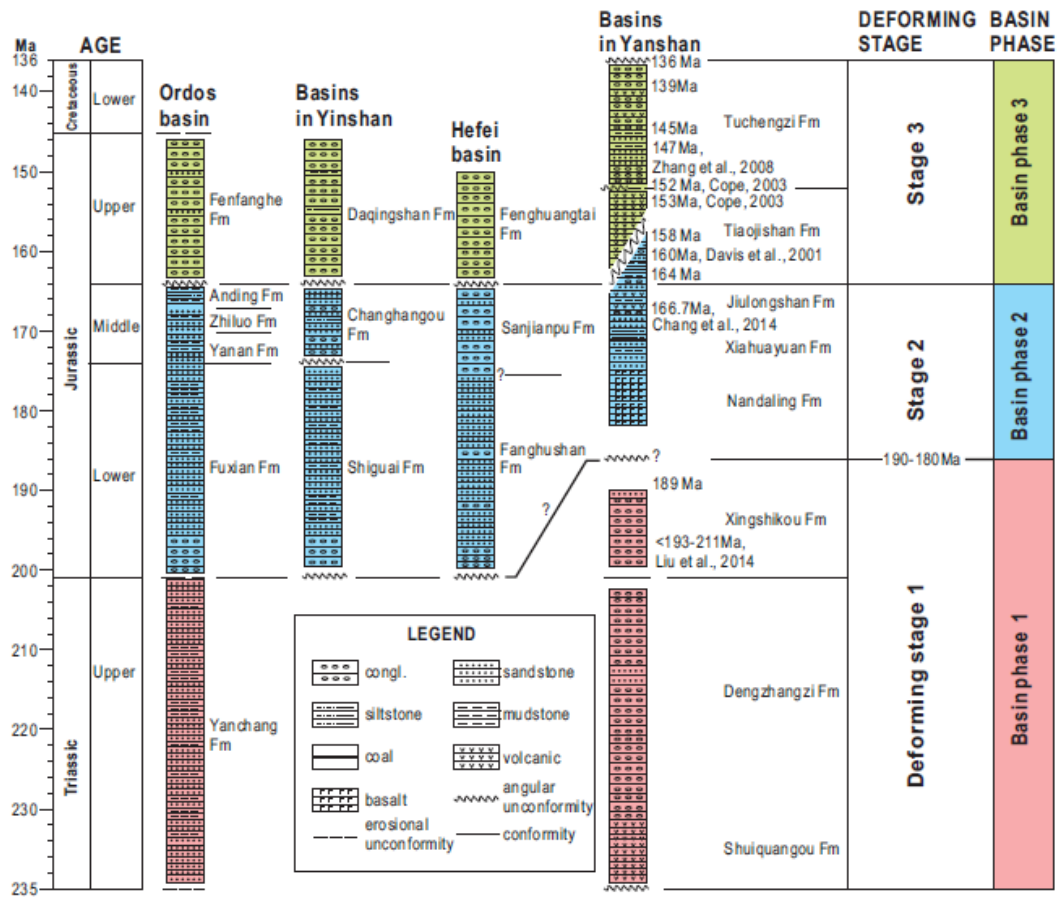 Ma
AGE
Ordos
basin
Basins
in Yinshan
Hefei
basin
Basins
in Yanshan
DEFORMING
STAGE
BASIN
PHASE
136
140
150
160
170
180
190
200
210
220
230
235
Cretaceous
Jurassic
Triassic
Lower
Upper
Middle
Lower
Upper
Fenfanghe
Fm
Anding Fm
Zhiluo Fm
Yanan Fm
Fuxian Fm
Yanchang
Fm
Daqingshan Fm
Changhangou
Fm
Shiguai Fm
Fenghuangtai
Fm
Sanjianpu Fm
?
Fanghushan
Fm
?
136 Ma
139Ma
145Ma
147Ma,
Zhang et al., 2008
152 Ma, Cope, 2003
153Ma, Cope, 2003
158 Ma
160Ma, Davis et al., 2001
164 Ma
166.7Ma,
Chang et al., 2014
?
189 Ma
<193-211Ma,
Liu et al., 2014
Tuchengzi Fm
Tiaojishan Fm
Jiulongshan Fm
Xiahuayuan Fm
Nandaling Fm
Xingshikou Fm
Dengzhangzi Fm
Shuiquangou Fm
Stage 3
Stage 2
190-180Ma
Deforming stage 1
Basin phase 3
Basin phase 2
Basin phase 1
LEGEND
congl.
sandstone
siltstone
mudstone
coal
volcanic
basalt
angular
unconformity
erosional
unconformity
conformity